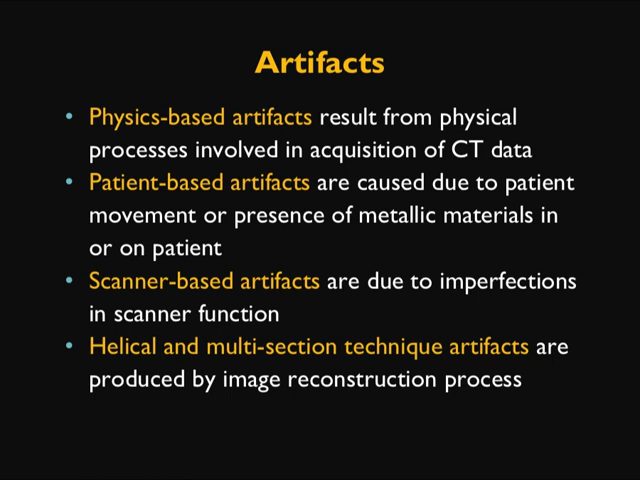 Artifacts
• Physics-based artifacts result from physical
processes involved in acquisition of CT data
• Patient-based artifacts are caused due to patient
movement or presence of metallic materials in
or on patient
• Scanner-based artifacts are due to imperfections
in scanner function
• Helical and multi-section technique artifacts are
produced by image reconstruction process